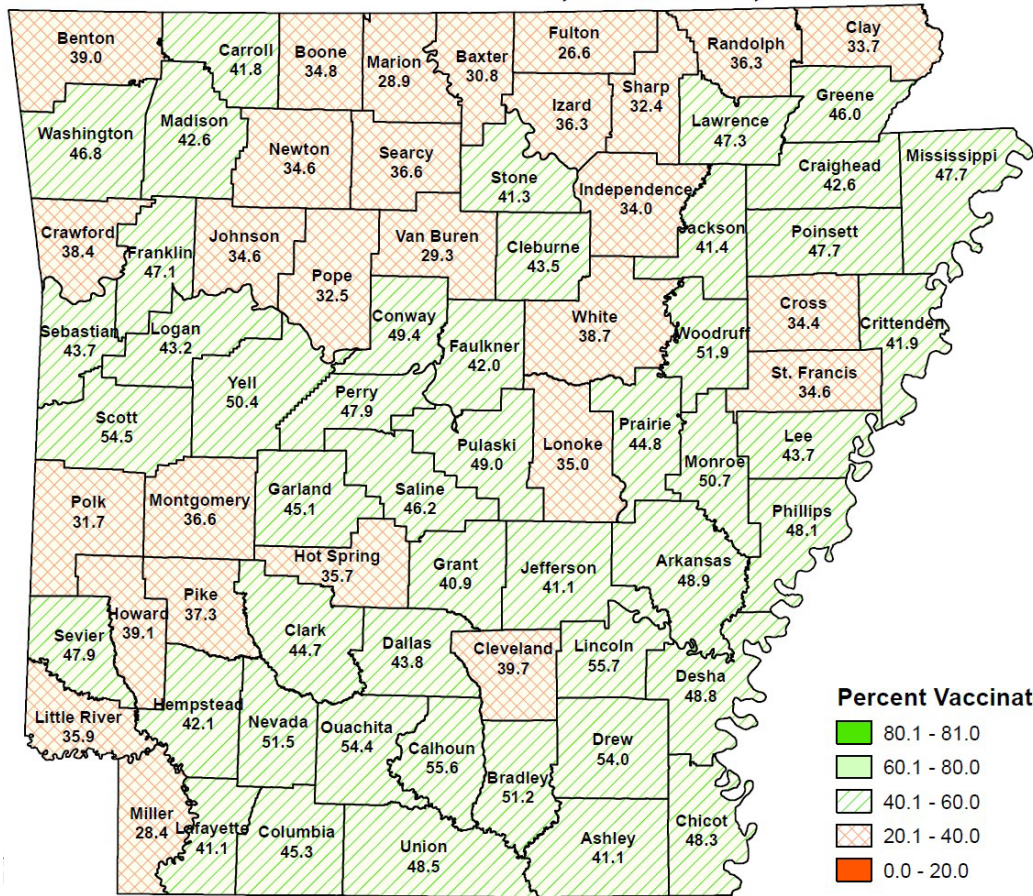 Benton
39.0
Carroll
41.8
Boone
34.8
Marion
28.9
Baxter
30.8
Fulton
26.6
Sharp
32.4
Randolph
36.3
Clay
33.7
Izard
36.3
Lawrence
47.3
Greene
46.0
Washington
46.8
Madison
42.6
Newton
34.6
Searcy
36.6
Stone
41.3
Independence
34.0
Craighead
42.6
Mississippi
47.7
Crawford
38.4
Franklin
47.1
Johnson
34.6
Pope
32.5
Van Buren
29.3
Cleburne
43.5
Jackson
41.4
Poinsett
47.7
Sebastian
43.7
Logan
43.2
Conway
49.4
Faulkner
42.0
White
38.7
Woodruff
51.9
Cross
34.4
Crittenden
41.9
St. Francis
34.6
Yell
50.4
Perry
47.9
Scott
54.5
Pulaski
49.0
Lonoke
35.0
Prairie
44.8
Monroe
50.7
Lee
43.7
Polk
31.7
Montgomery
36.6
Garland
45.1
Saline
46.2
Phillips
48.1
Hot Spring
35.7
Grant
40.9
Jefferson
41.1
Arkansas
48.9
Howard
39.1
Pike
37.3
Sevier
47.9
Clark
44.7
Dallas
43.8
Cleveland
39.7
Lincoln
55.7
Desha
48.8
Little River
35.9
Hempstead
42.1
Nevada
51.5
Ouachita
54.4
Calhoun
55.6
Bradley
51.2
Drew
54.0
Miller
28.4
Lafayette
41.1
Columbia
45.3
Union
48.5
Ashley
41.1
Chicot
48.3
Percent Vaccinat
80.1 - 81.0
60.1 - 80.0
40.1 - 60.0
20.1 - 40.0
0.0 - 20.0